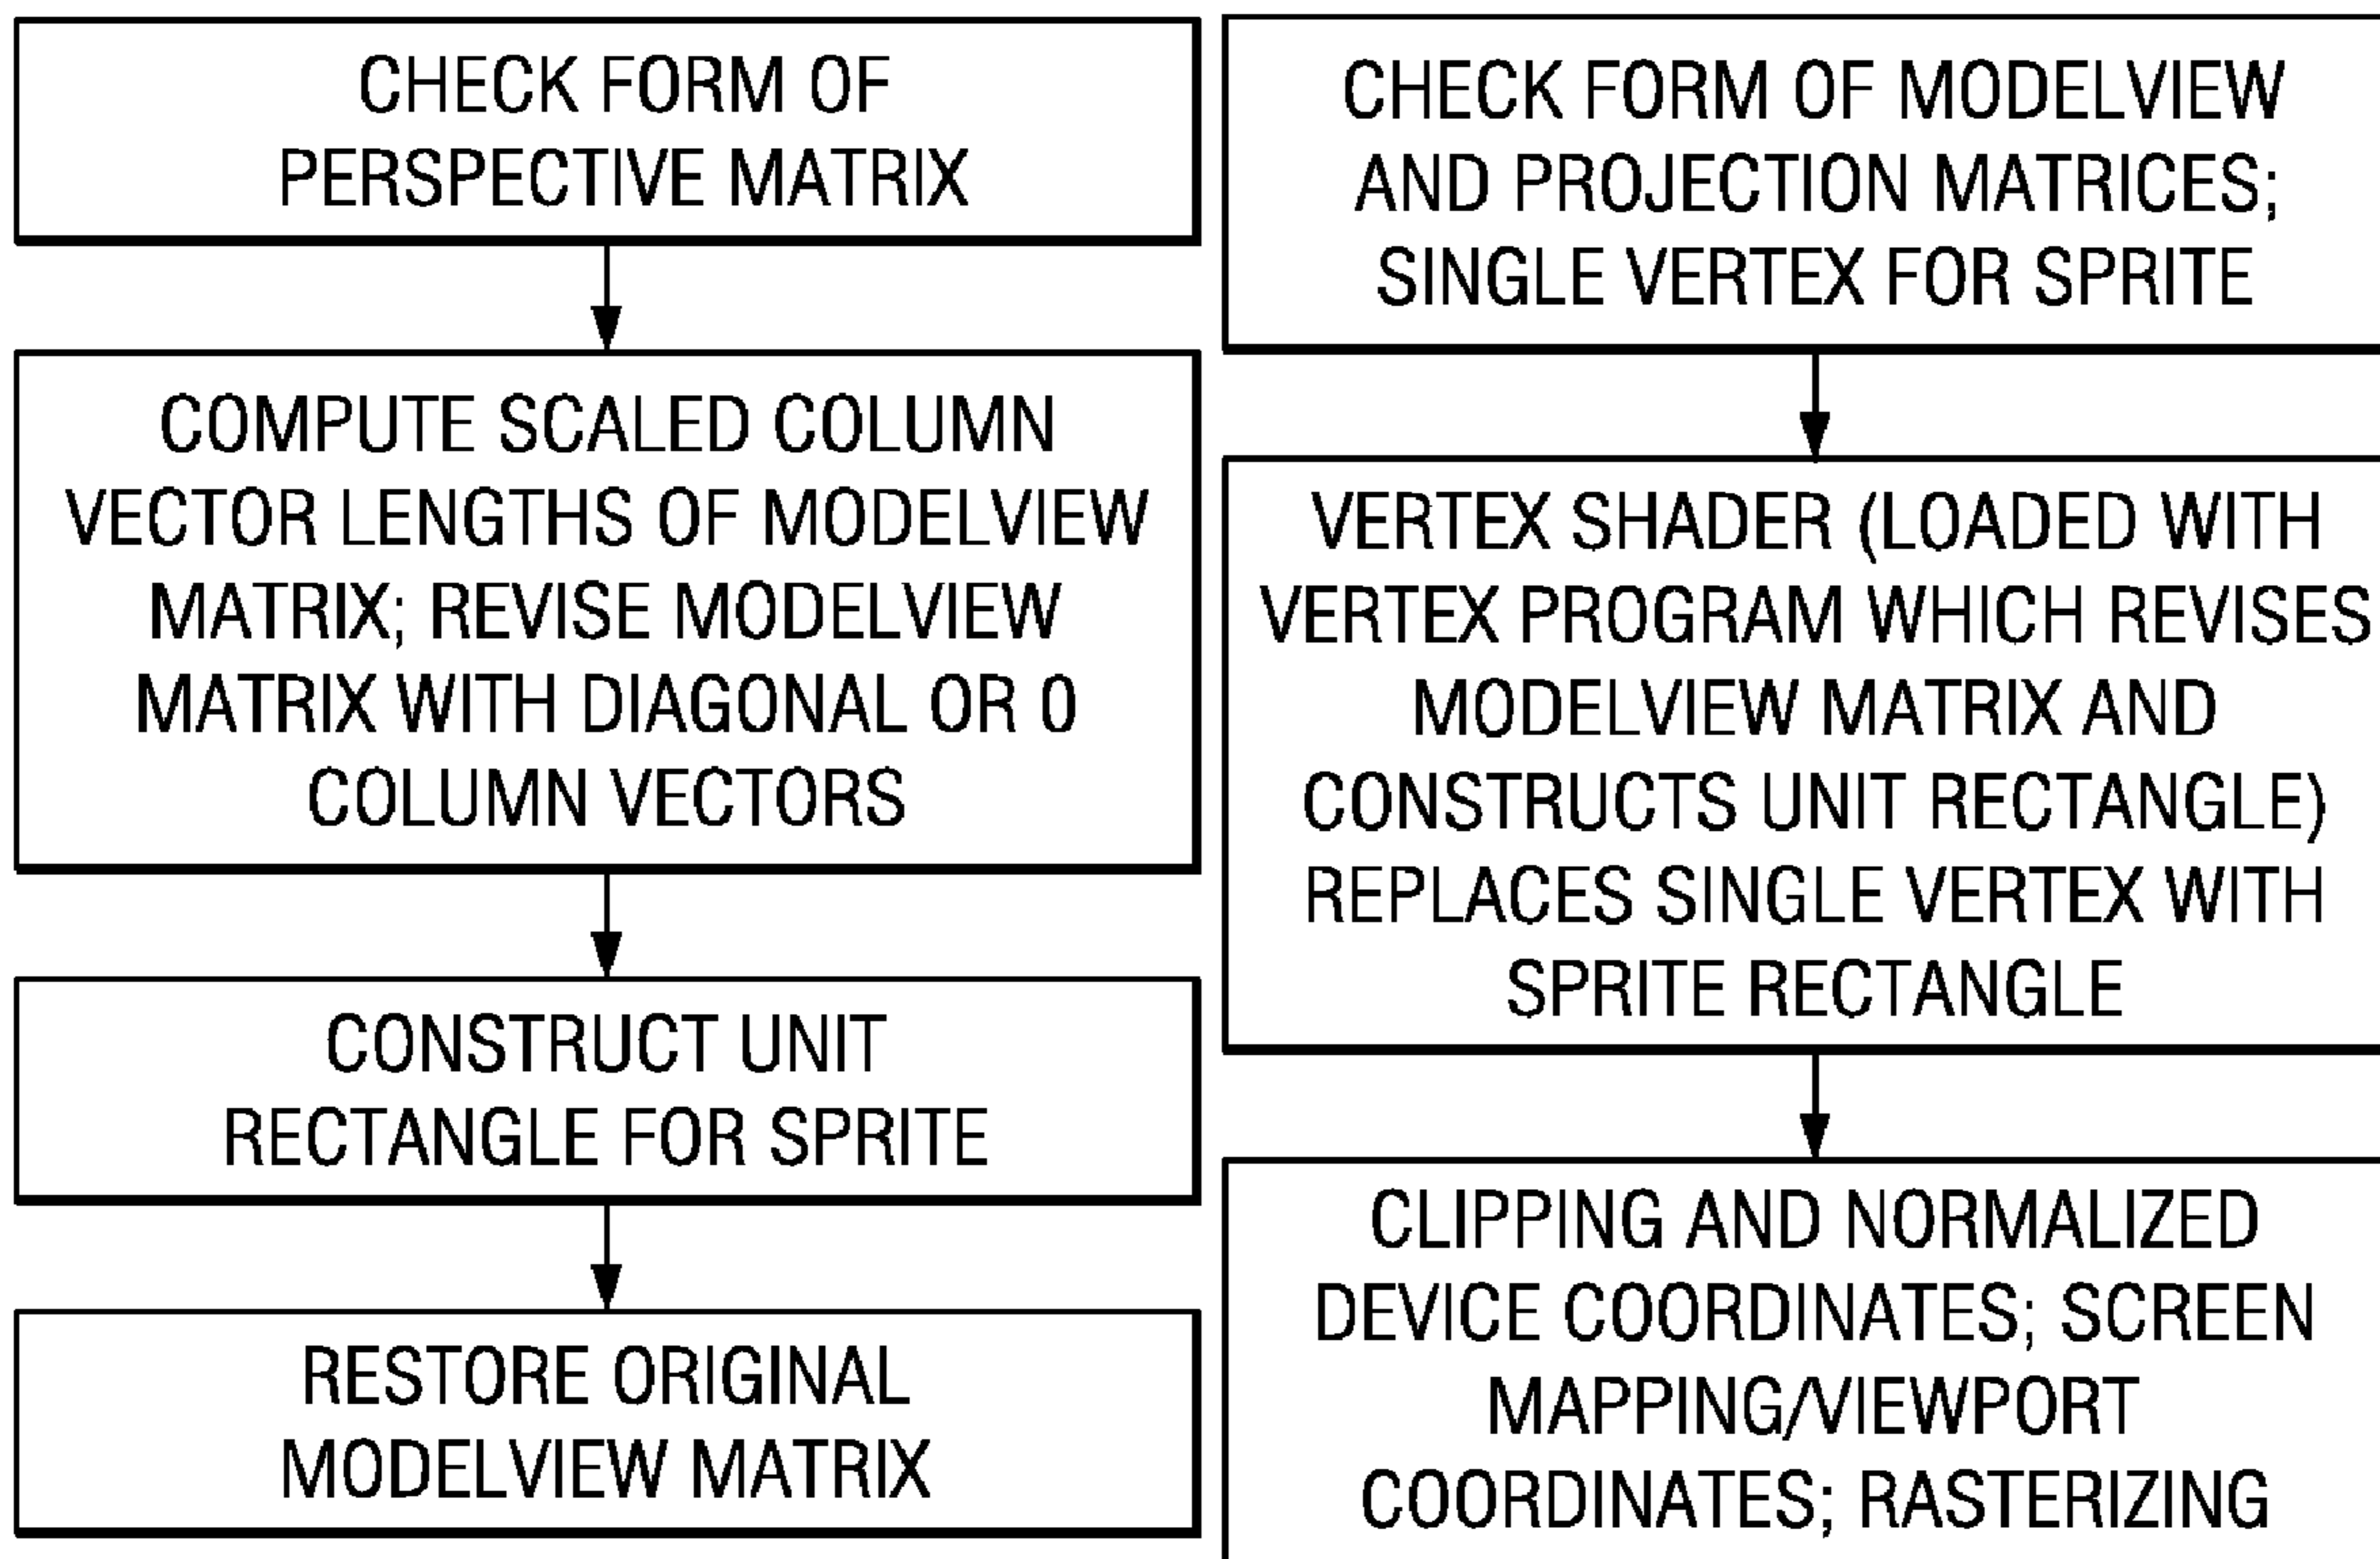 CHECK FORM OF
PERSPECTIVE MATRIX
COMPUTE SCALED COLUMN
VECTOR LENGTHS OF MODELVIEW
MATRIX; REVISE MODELVIEW
MATRIX WITH DIAGONAL OR 0
COLUMN VECTORS
CONSTRUCT UNIT
RECTANGLE FOR SPRITE
RESTORE ORIGINAL
MODELVIEW MATRIX
CHECK FORM OF MODELVIEW
AND PROJECTION MATRICES;
SINGLE VERTEX FOR SPRITE
VERTEX SHADER (LOADED WITH
VERTEX PROGRAM WHICH REVISES
MODELVIEW MATRIX AND
CONSTRUCTS UNIT RECTANGLE)
REPLACES SINGLE VERTEX WITH
SPRITE RECTANGLE
CLIPPING AND NORMALIZED
DEVICE COORDINATES; SCREEN
MAPPING/VIEWPORT
COORDINATES; RASTERIZING